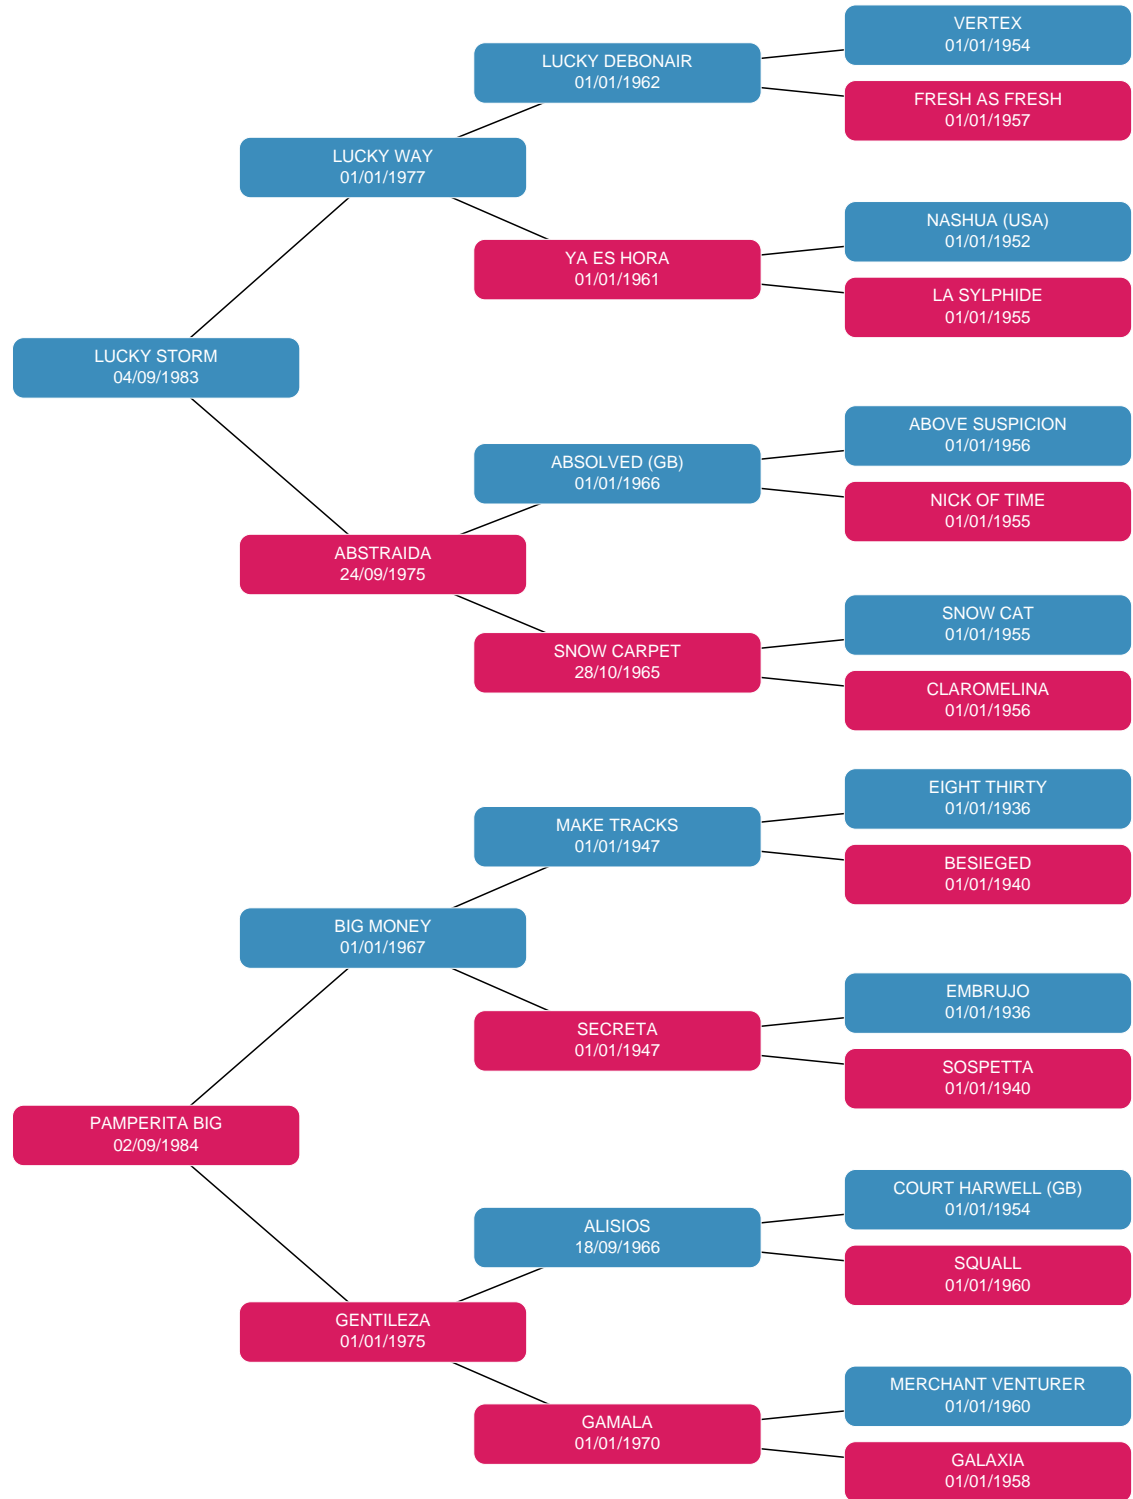 VERTEX
01/01/1954
LUCKY DEBONAIR
01/01/1962
FRESH AS FRESH
01/01/1957
LUCKY WAY
01/01/1977
NASHUA (USA)
01/01/1952
YA ES HORA
01/01/1961
LA SYLPHIDE
01/01/1955
LUCKY STORM
04/09/1983
ABOVE SUSPICION
01/01/1956
ABSOLVED (GB)
01/01/1966
NICK OF TIME
01/01/1955
ABSTRAIDA
24/09/1975
SNOW CAT
01/01/1955
SNOW CARPET
28/10/1965
CLAROMELINA
01/01/1956
EIGHT THIRTY
01/01/1936
MAKE TRACKS
01/01/1947
BESIEGED
01/01/1940
BIG MONEY
01/01/1967
EMBRUJO
01/01/1936
SECRETA
01/01/1947
SOSPETTA
01/01/1940
PAMPERITA BIG
02/09/1984
COURT HARWELL (GB)
01/01/1954
ALISIOS
18/09/1966
SQUALL
01/01/1960
GENTILEZA
01/01/1975
MERCHANT VENTURER
01/01/1960
GAMALA
01/01/1970
GALAXIA
01/01/1958